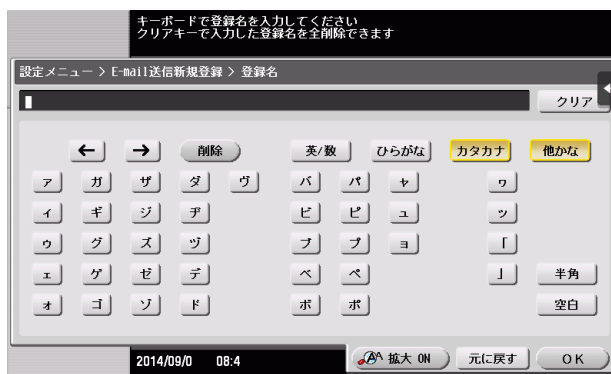 キーボードで登録名を入力してください
クリアキーで入力した登録名を全削除できます
設定メニュー > E-mail送信新規登録 > 登録名
クリア
← → 削除 英/数 ひらがな カタカナ 他かな
ァ ガ ザ ダ ヴ バ パ ャ ヮ
ィ ギ ジ ヂ ビ ピ ュ ッ
ゥ グ ズ ヅ ブ プ ョ 「
ェ ゲ ゼ デ ベ ペ 」 半角
ォ ゴ ゾ ド ボ ポ 空白
2014/09/0 08:4 拡大 ON 元に戻す OK